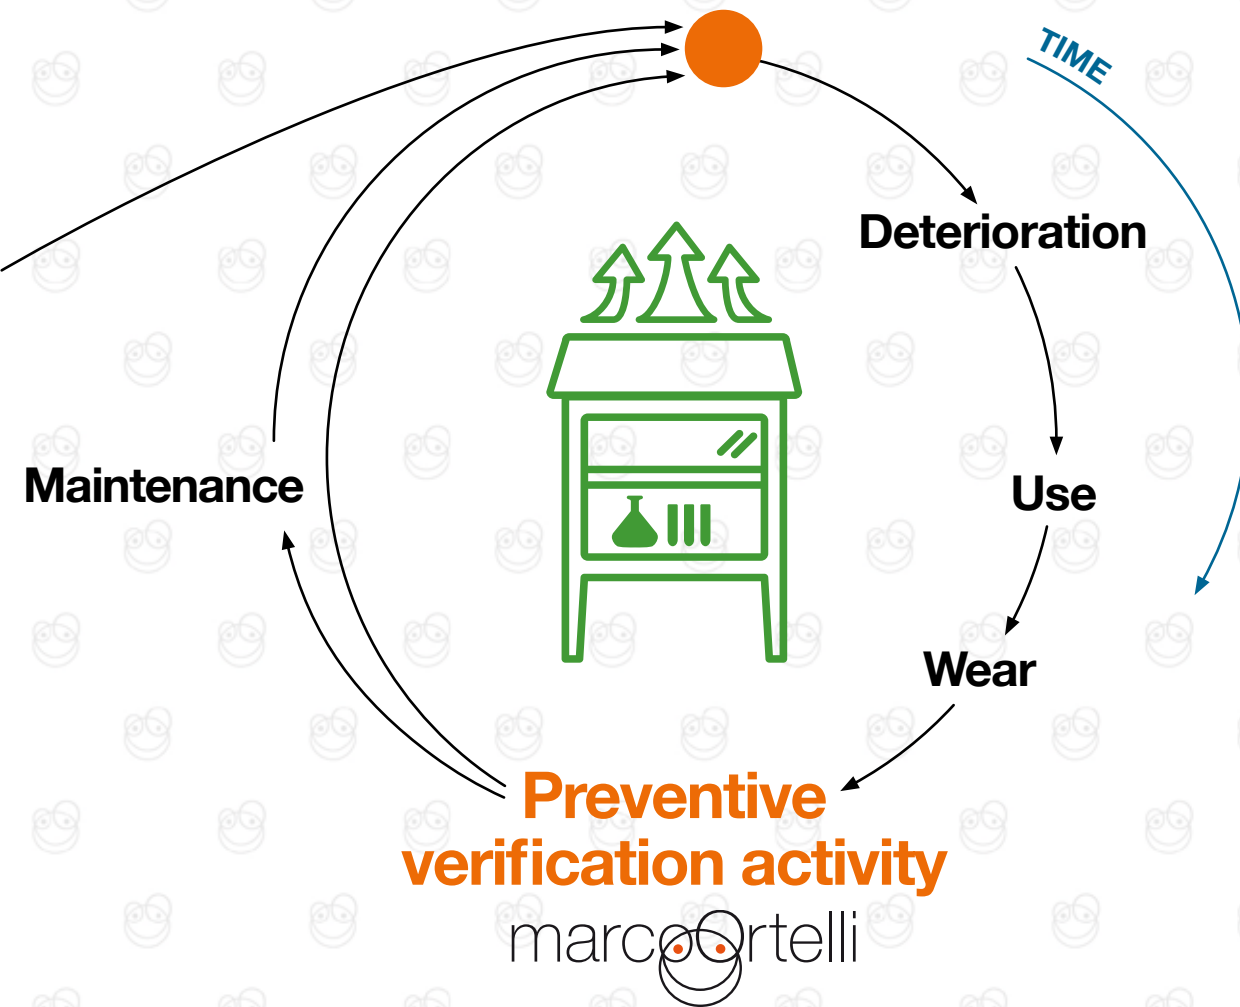 TIME
Deterioration
Maintenance
Use
Wear
Preventive
verification activity
marcoOrtelli